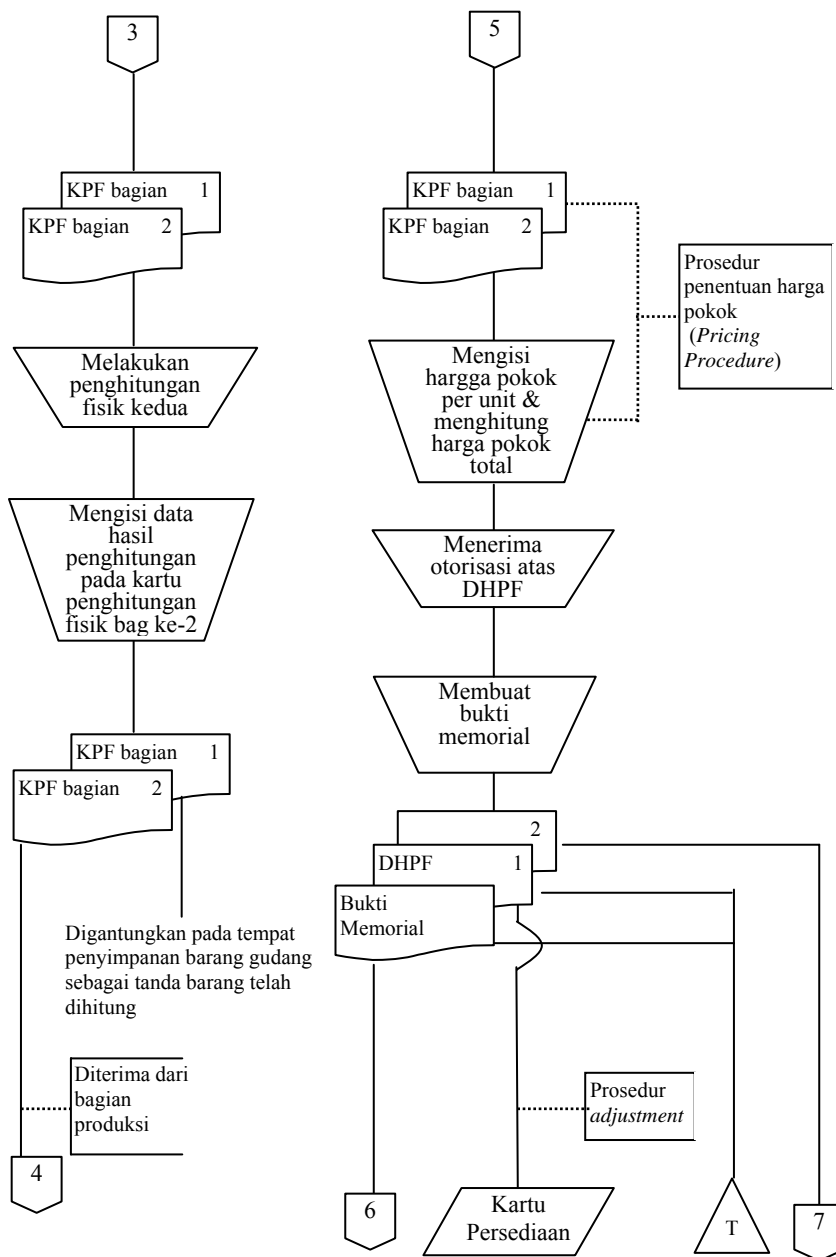 3
KPF bagian 1
KPF bagian 2
Melakukan
penghitungan
fisik kedua
Mengisi data
hasil
penghitungan
pada kartu
penghitungan
fisik bag ke-2
KPF bagian 1
KPF bagian 2
Digantungkan pada tempat
penyimpanan barang gudang
sebagai tanda barang telah
dihitung
Diterima dari
bagian
produksi
4
5
KPF bagian 1
KPF bagian 2
Prosedur
penentuan harga
pokok
(Pricing
Procedure)
Mengisi
hargga pokok
per unit &
menghitung
harga pokok
total
Menerima
otorisasi atas
DHPF
Membuat
bukti
memorial
2
DHPF 1
Bukti
Memorial
Prosedur
adjustment
6
Kartu
Persediaan
T
7